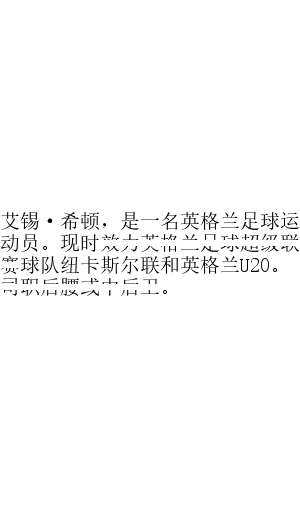 艾锡·希顿，是一名英格兰足球运
动员。现时效力英格兰足球超级联
赛球队纽卡斯尔联和英格兰U20。
司职后腰或中后卫。